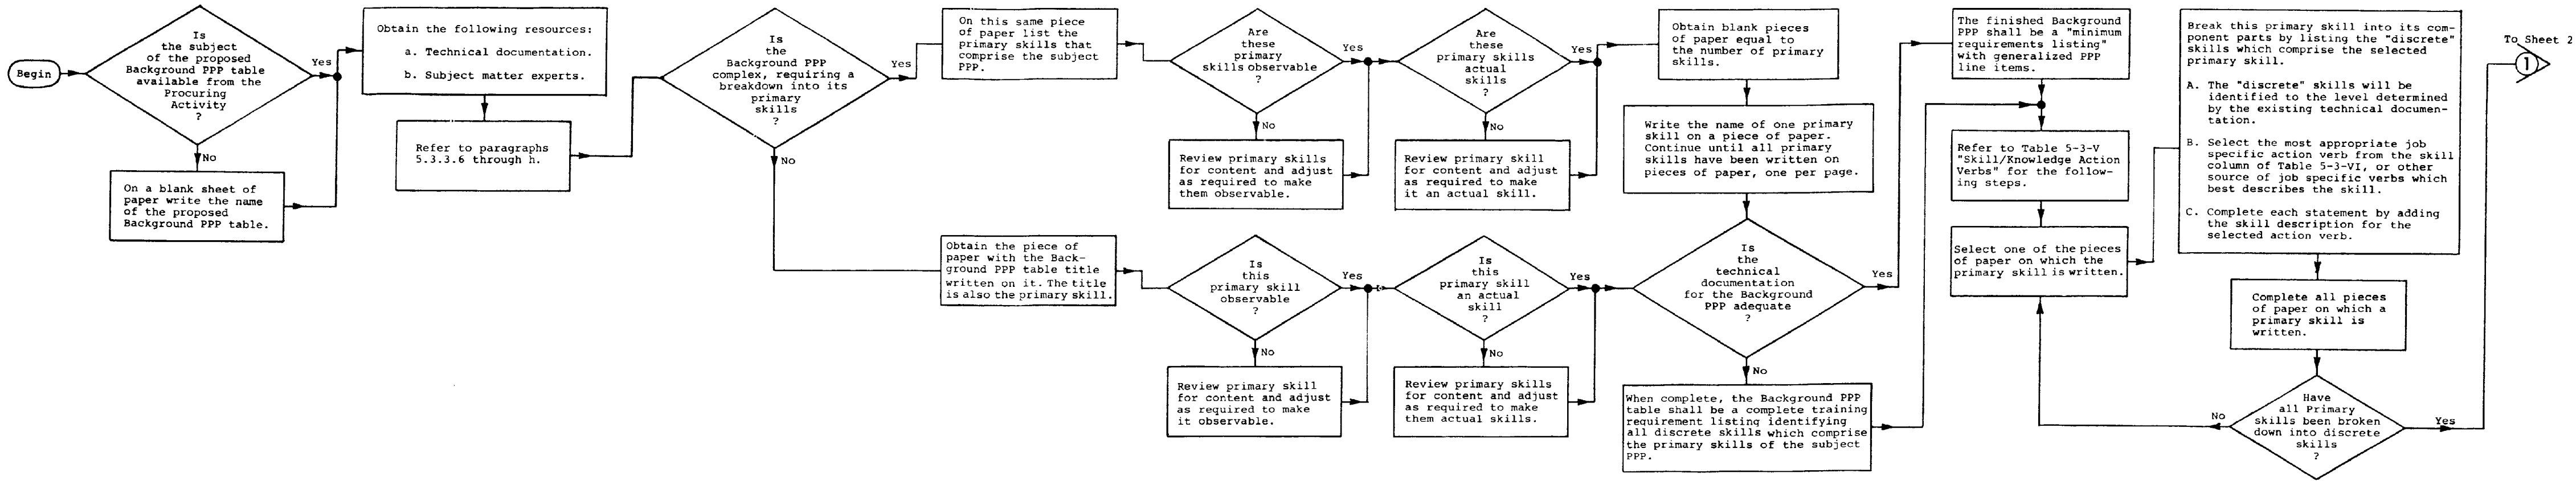 Begin
Is
the subject
of the proposed
Background PPP table
available from the
Procuring
Activity
?
Yes
No
On a blank sheet of
paper write the name
of the proposed
Background PPP table.
Obtain the following resources:
a. Technical documentation.
b. Subject matter experts.
Refer to paragraphs
5.3.3.6 through h.
Is
the
Background PPP
complex, requiring a
breakdown into its
primary
skills
?
Yes
No
On this same piece
of paper list the
primary skills that
comprise the subject
PPP.
Are
these
primary
skills observable
?
Yes
No
Review primary skills
for content and adjust
as required to make
them observable.
Are
these
primary skills
actual
skills
?
Yes
No
Review primary skill
for content and adjust
as required to make
it an actual skill.
Obtain blank pieces
of paper equal to
the number of primary
skills.
Write the name of one primary
skill on a piece of paper.
Continue until all primary
skills have been written on
pieces of paper, one per page.
Obtain the piece of
paper with the Back-
ground PPP table title
written on it. The title
is also the primary skill.
Is
this
primary skill
observable
?
Yes
No
Review primary skill
for content and adjust
as required to make
it observable.
Is
this
primary skill
an actual
skill
?
Yes
No
Review primary skills
for content and adjust
as required to make
them actual skills.
Is
the
technical
documentation
for the Background
PPP adequate
?
Yes
No
When complete, the Background PPP
table shall be a complete training
requirement listing identifying
all discrete skills which comprise
the primary skills of the subject
PPP.
The finished Background
PPP shall be a "minimum
requirements listing"
with generalized PPP
line items.
Refer to Table 5-3-V
"Skill/Knowledge Action
Verbs" for the follow-
ing steps.
Select one of the pieces
of paper on which the
primary skill is written.
Break this primary skill into its com-
ponent parts by listing the "discrete"
skills which comprise the selected
primary skill.
A. The "discrete" skills will be
identified to the level determined
by the existing technical documen-
tation.
B. Select the most appropriate job
specific action verb from the skill
column of Table 5-3-VI, or other
source of job specific verbs which
best describes the skill.
C. Complete each statement by adding
the skill description for the
selected action verb.
Complete all pieces
of paper on which a
primary skill is
written.
Have
all Primary
skills been broken
down into discrete
skills
?
No
Yes
To Sheet 2
1